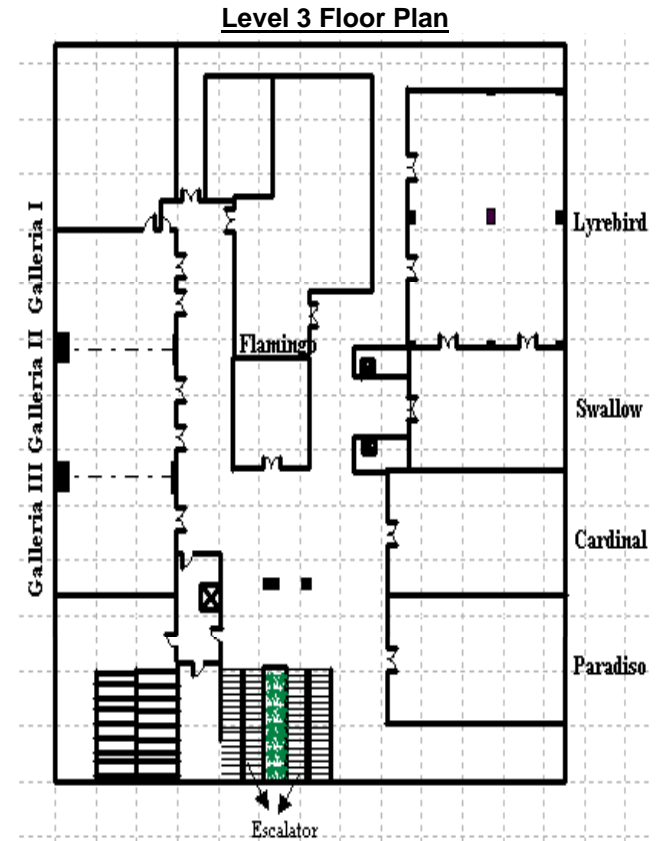 Level 3 Floor Plan
Galleria I
Galleria II
Galleria III
Flamingo
Lyrebird
Swallow
Cardinal
Paradiso
Escalator